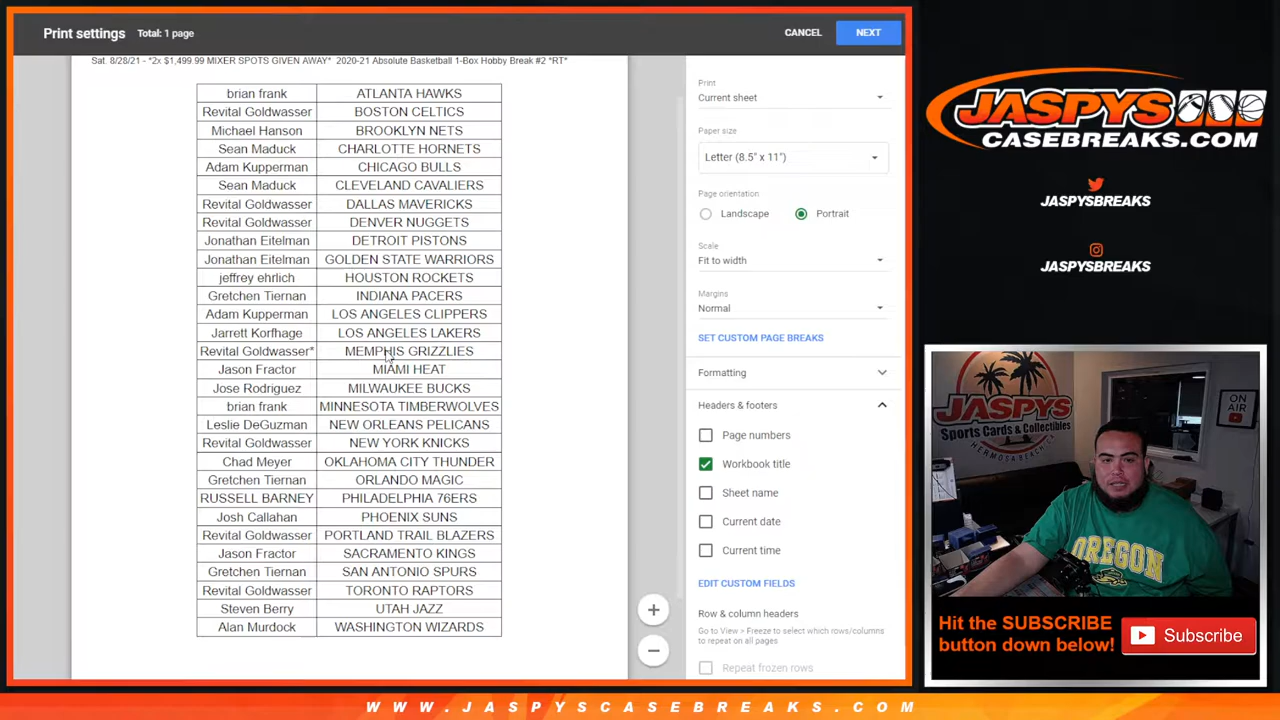 Print settings Total: 1 page
CANCEL NEXT
Sat. 8/28/21 - *2x $1,499.99 MIXER SPOTS GIVEN AWAY* 2020-21 Absolute Basketball 1-Box Hobby Break #2 *RT*
brian frank ATLANTA HAWKS
Revital Goldwasser BOSTON CELTICS
Michael Hanson BROOKLYN NETS
Sean Maduck CHARLOTTE HORNETS
Adam Kupperman CHICAGO BULLS
Sean Maduck CLEVELAND CAVALIERS
Revital Goldwasser DALLAS MAVERICKS
Revital Goldwasser DENVER NUGGETS
Jonathan Eitelman DETROIT PISTONS
Jonathan Eitelman GOLDEN STATE WARRIORS
jeffrey ehrlich HOUSTON ROCKETS
Gretchen Tiernan INDIANA PACERS
Adam Kupperman LOS ANGELES CLIPPERS
Jarrett Korfhage LOS ANGELES LAKERS
Revital Goldwasser* MEMPHIS GRIZZLIES
Jason Fractor MIAMI HEAT
Jose Rodriguez MILWAUKEE BUCKS
brian frank MINNESOTA TIMBERWOLVES
Leslie DeGuzman NEW ORLEANS PELICANS
Revital Goldwasser NEW YORK KNICKS
Chad Meyer OKLAHOMA CITY THUNDER
Gretchen Tiernan ORLANDO MAGIC
RUSSELL BARNEY PHILADELPHIA 76ERS
Josh Callahan PHOENIX SUNS
Revital Goldwasser PORTLAND TRAIL BLAZERS
Jason Fractor SACRAMENTO KINGS
Gretchen Tiernan SAN ANTONIO SPURS
Revital Goldwasser TORONTO RAPTORS
Steven Berry UTAH JAZZ
Alan Murdock WASHINGTON WIZARDS
Print
Current sheet
Paper size
Letter (8.5" x 11")
Page orientation
Landscape Portrait
Scale
Fit to width
Margins
Normal
SET CUSTOM PAGE BREAKS
Formatting
Headers & footers
Page numbers
Workbook title
Sheet name
Current date
Current time
EDIT CUSTOM FIELDS
Row & column headers
Go to View > Freeze to select which rows/columns
to repeat on all pages
Repeat frozen rows
JASPYS
CASEBREAKS.COM
JASPYSBREAKS
JASPYSBREAKS
JASPYS
Sports Cards & Collectibles
HERMOSA BEACH
ON AIR
OREGON
Hit the SUBSCRIBE
button down below!
Subscribe
WWW.JASPYSCASEBREAKS.COM